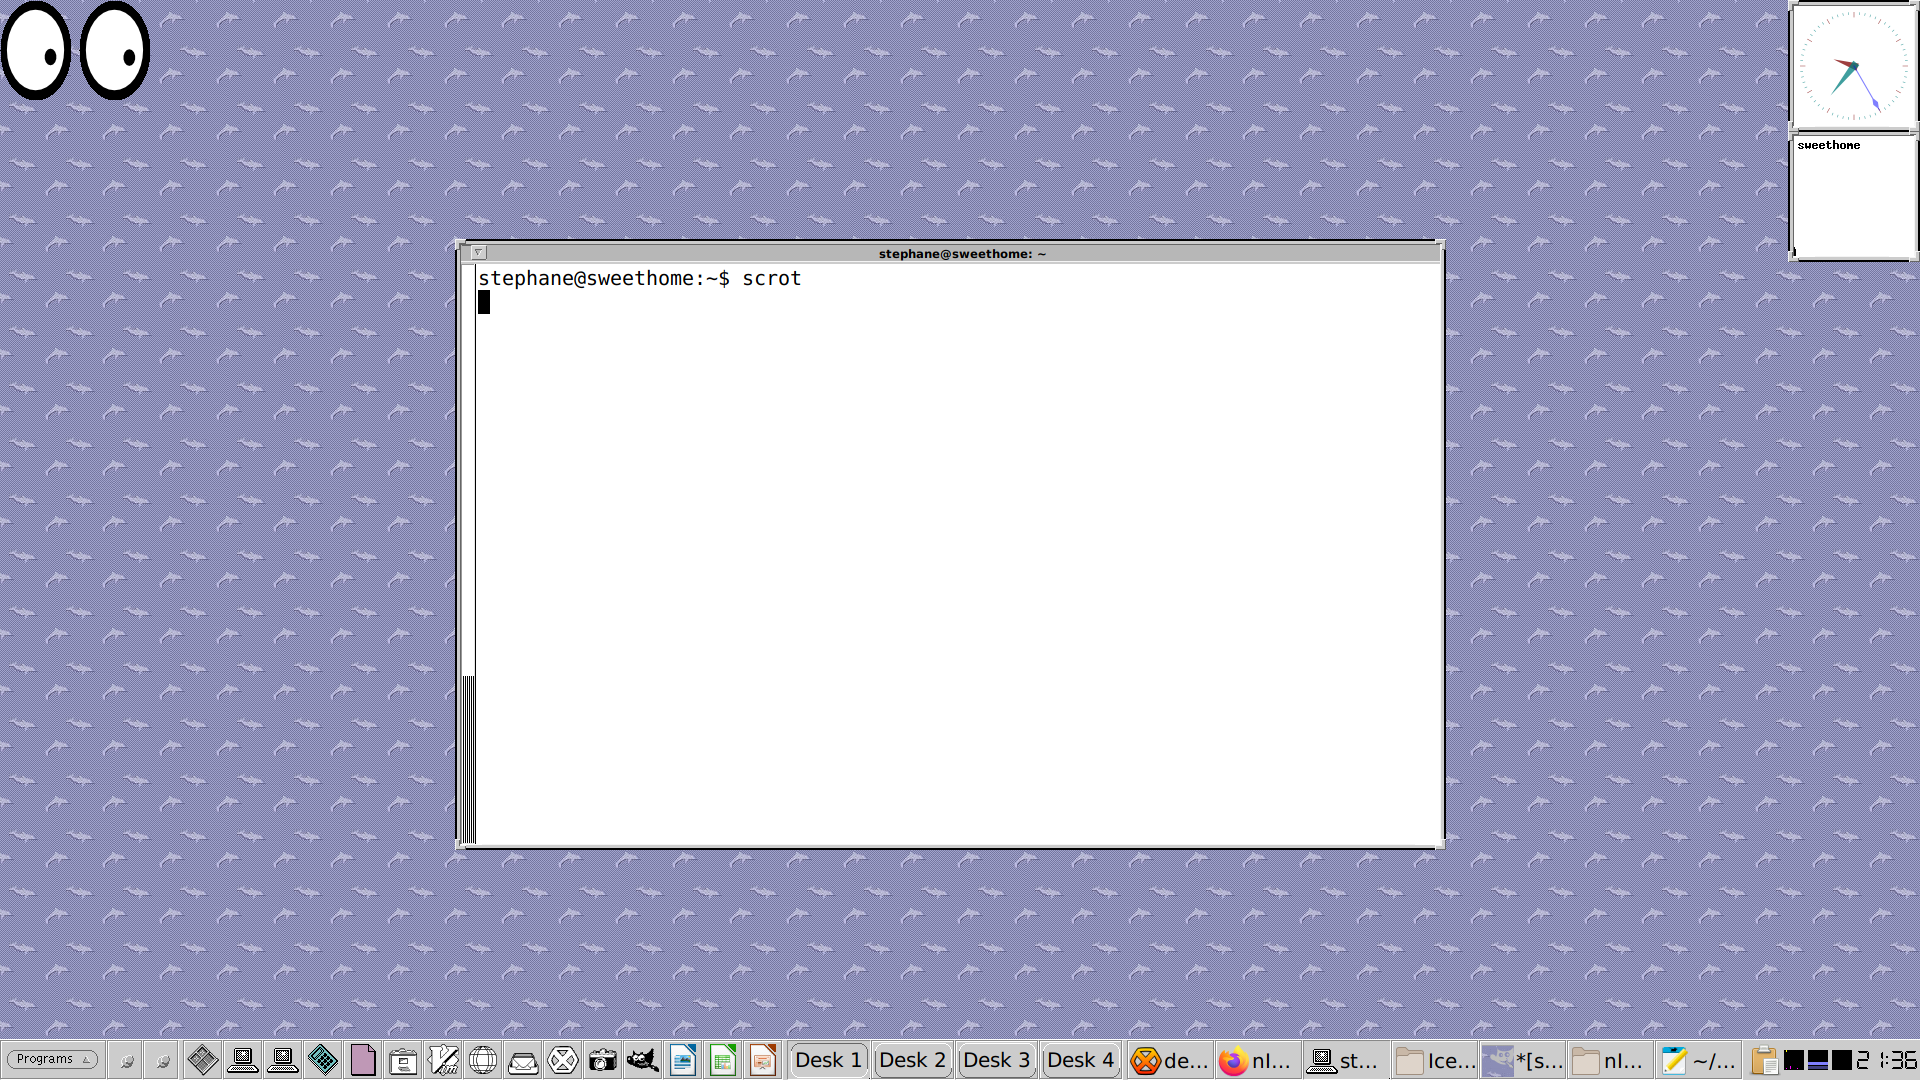 sweethome
stephane@sweethome: ~
stephane@sweethome:~$ scrot
Programs
Desk 1
Desk 2
Desk 3
Desk 4
de...
nl...
st...
Ice...
*[s...
nl...
~/...
21:36